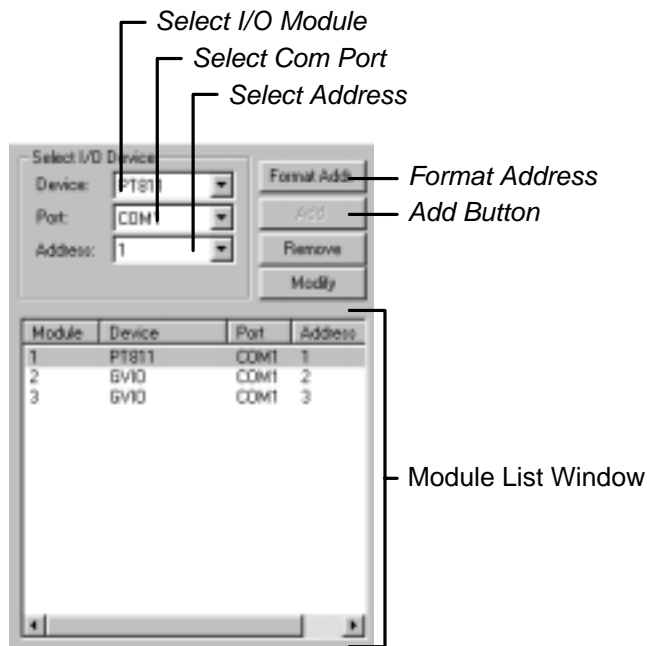 Select I/O Module
Select Com Port
Select Address
Select I/O Device
Device: PT811
Format Addr
Format Address
Port: COM1
Add
Add Button
Address: 1
Remove
Modify
Module Device Port Address
1 PT811 COM1 1
2 GVIO COM1 2
3 GVIO COM1 3
Module List Window